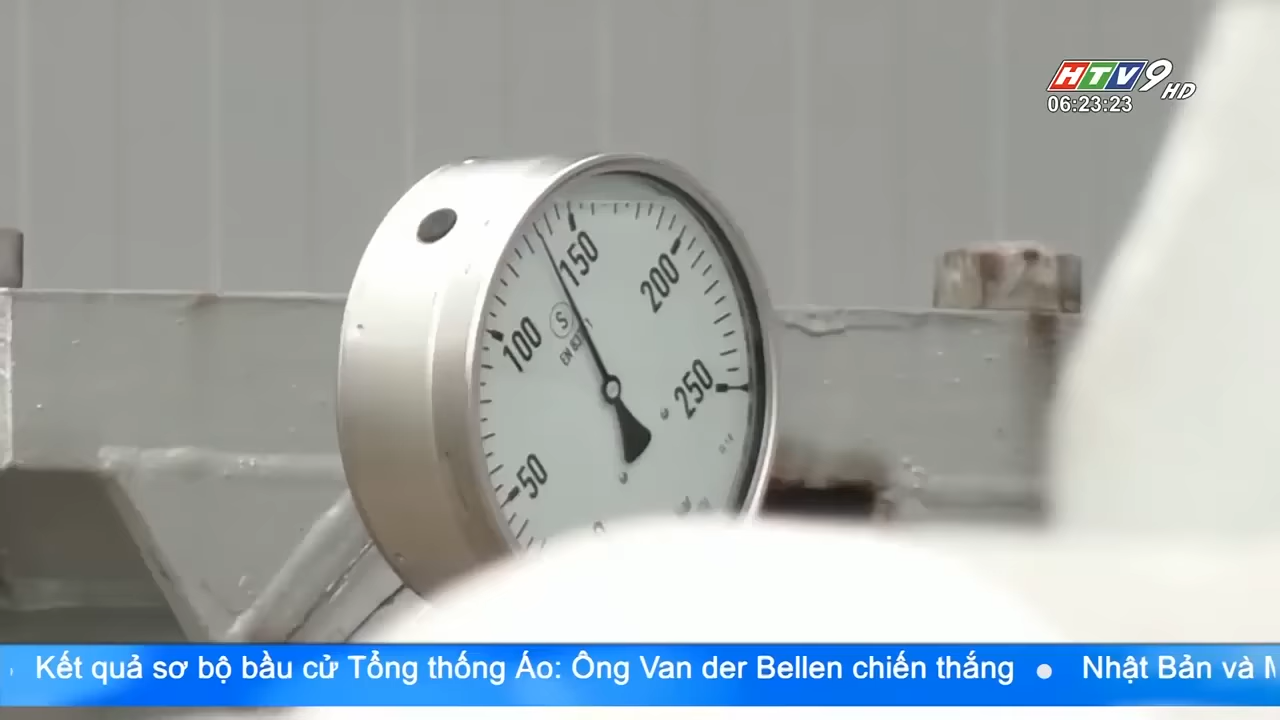 HTV9 HD
06:23:23
150
200
100
S
250
50
Kết quả sơ bộ bầu cử Tổng thống Áo: Ông Van der Bellen chiến thắng • Nhật Bản và